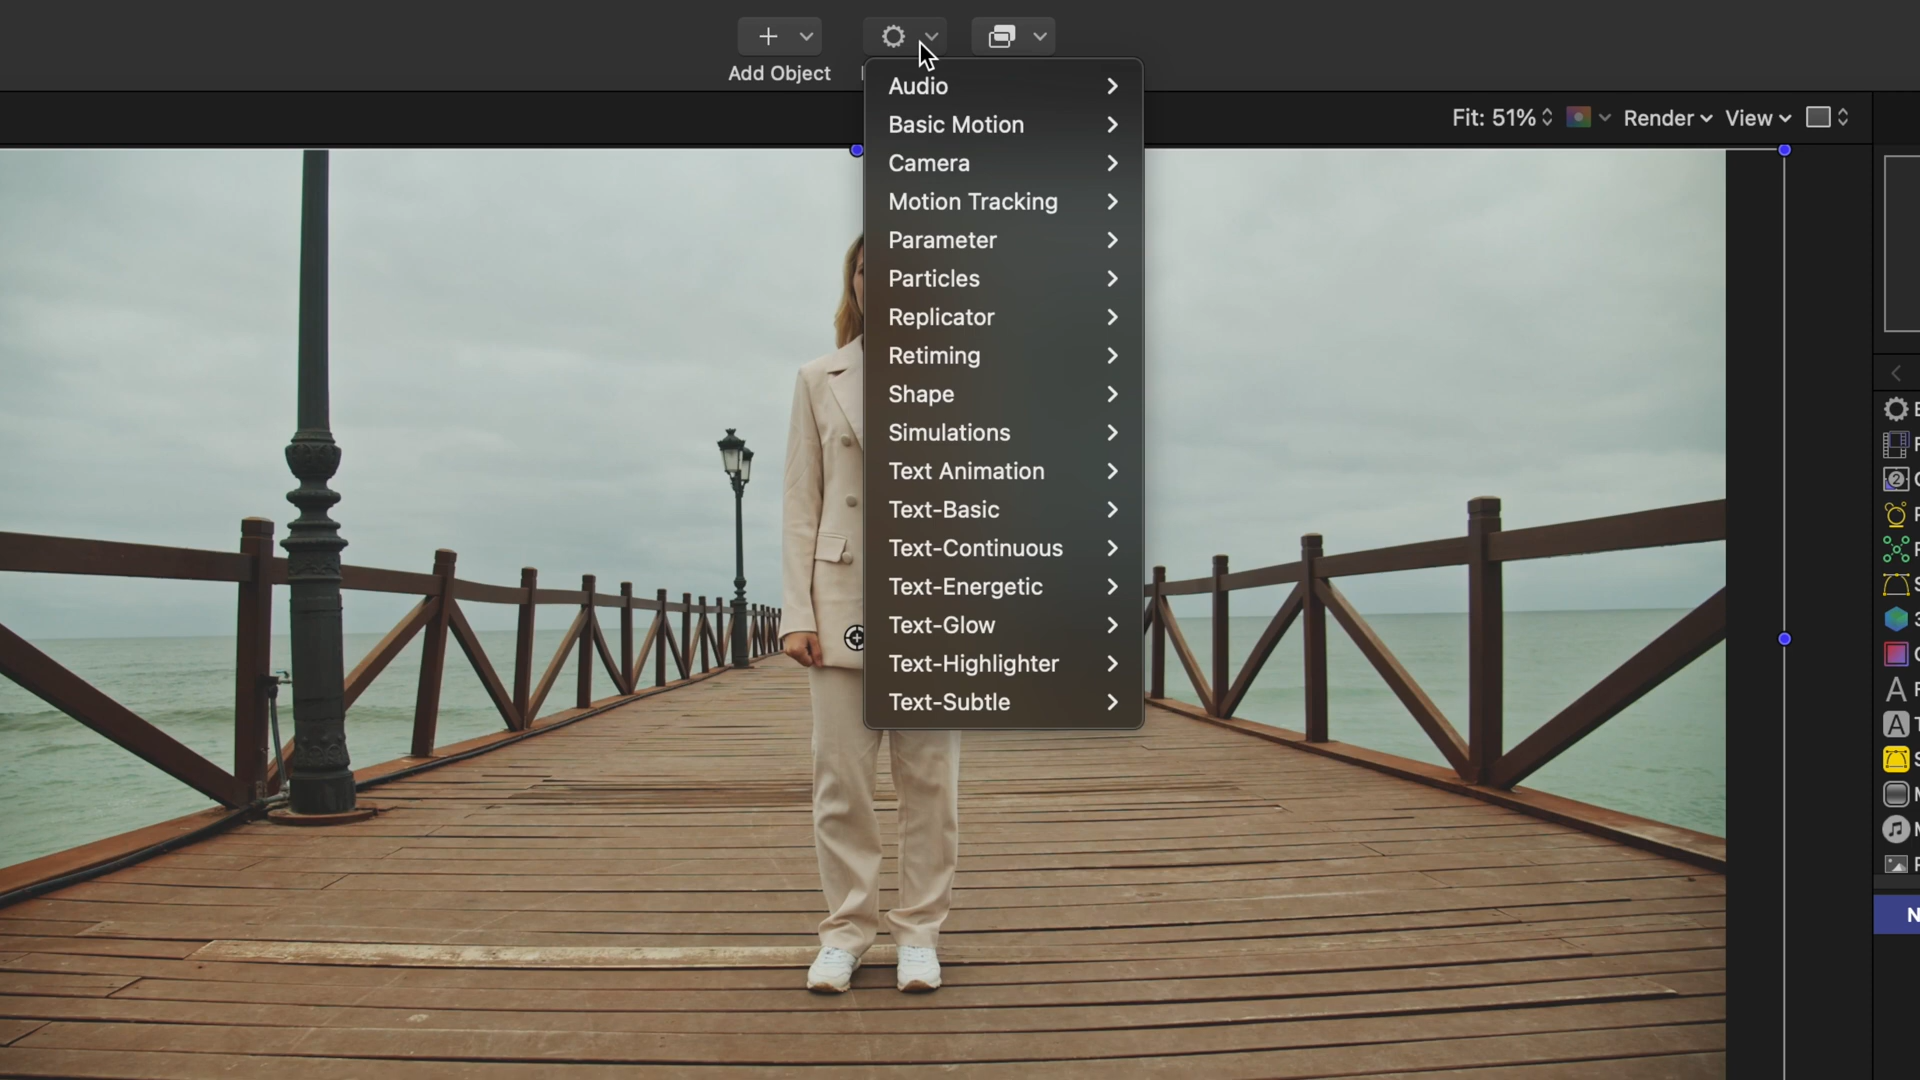 Add Object
Audio
Basic Motion
Camera
Motion Tracking
Parameter
Particles
Replicator
Retiming
Shape
Simulations
Text Animation
Text-Basic
Text-Continuous
Text-Energetic
Text-Glow
Text-Highlighter
Text-Subtle
Fit: 51%
Render
View